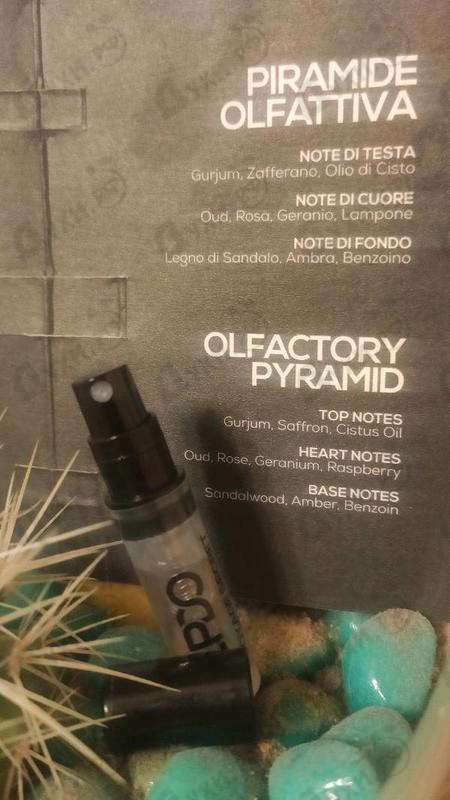 PIRAMIDE
OLFATTIVA
NOTE DI TESTA
Gurjum, Zafferano, Olio di Cisto
NOTE DI CUORE
Oud, Rosa, Geranio, Lampone
NOTE DI FONDO
Legno di Sandalo, Ambra, Benzoino
OLFACTORY
PYRAMID
TOP NOTES
Gurjum, Saffron, Cistus Oil
HEART NOTES
Oud, Rose, Geranium, Raspberry
BASE NOTES
Sandalwood, Amber, Benzoin